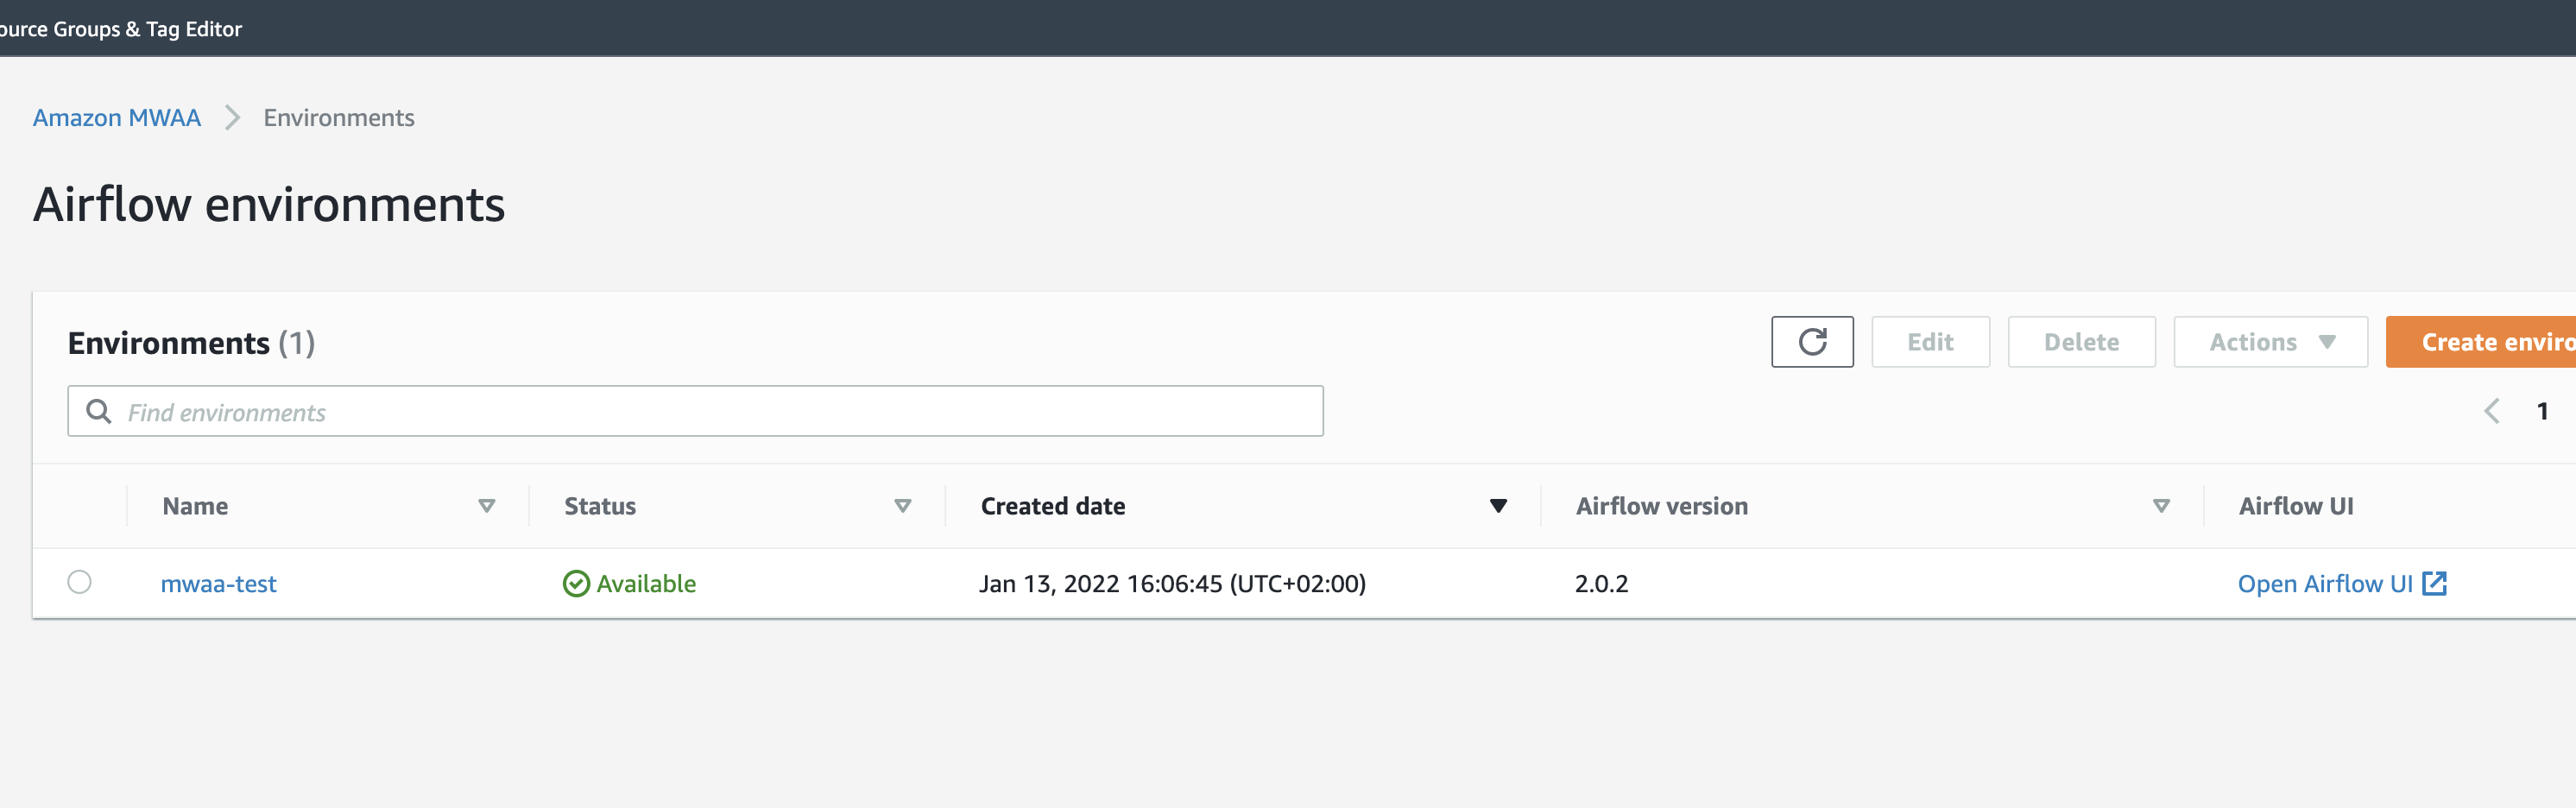 Groups & Tag Editor
Amazon MWAA > Environments
Airflow environments
Environments (1)
Edit Delete Actions Create
Find environments
1
Name Status Created date Airflow version Airflow UI
mwaa-test Available Jan 13, 2022 16:06:45 (UTC+02:00) 2.0.2 Open Airflow UI